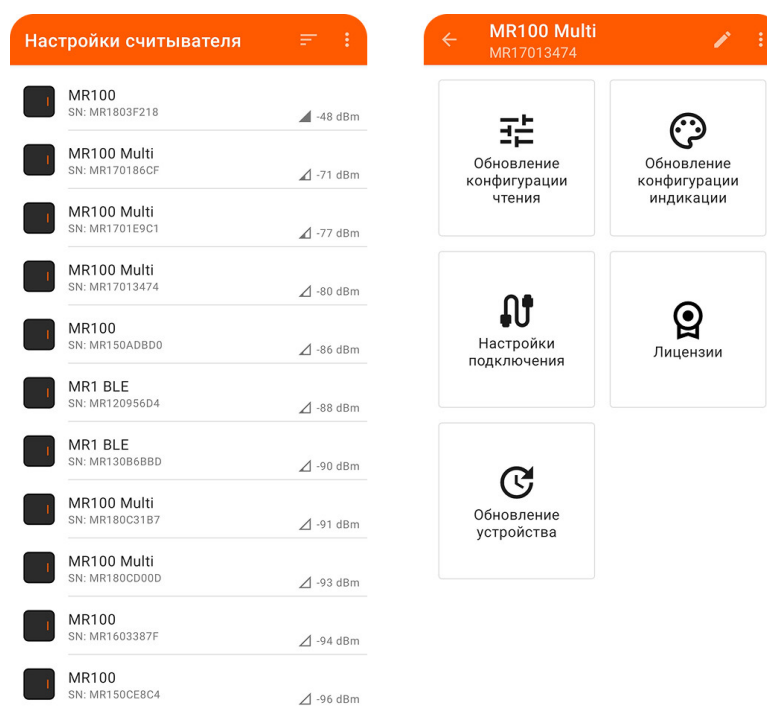 Настройки считывателя
MR100
SN: MR1803F218
-48 dBm
MR100 Multi
SN: MR170186CF
-71 dBm
MR100 Multi
SN: MR1701E9C1
-77 dBm
MR100 Multi
SN: MR17013474
-80 dBm
MR100
SN: MR150ADBD0
-86 dBm
MR1 BLE
SN: MR120956D4
-88 dBm
MR1 BLE
SN: MR130B6BBD
-90 dBm
MR100 Multi
SN: MR180C31B7
-91 dBm
MR100 Multi
SN: MR180CD00D
-93 dBm
MR100
SN: MR1603387F
-94 dBm
MR100
SN: MR150CE8C4
-96 dBm
MR100 Multi
MR17013474
Обновление
конфигурации
чтения
Обновление
конфигурации
индикации
Настройки
подключения
Лицензии
Обновление
устройства